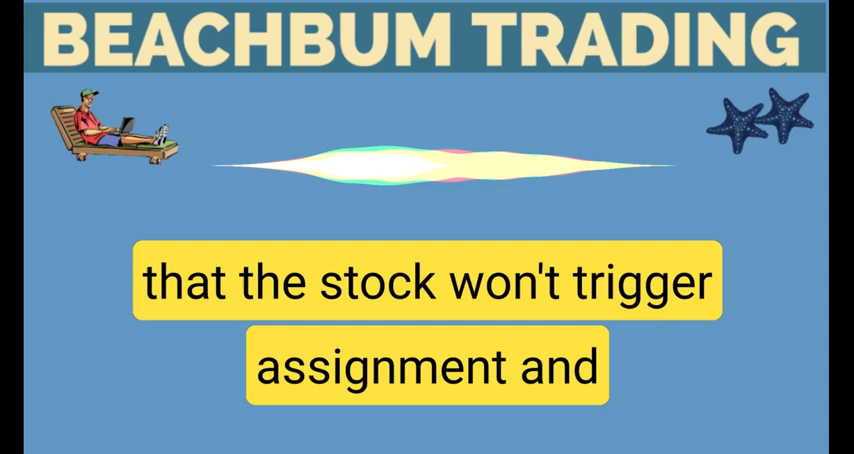 BEACHBUM TRADING
that the stock won't trigger
assignment and